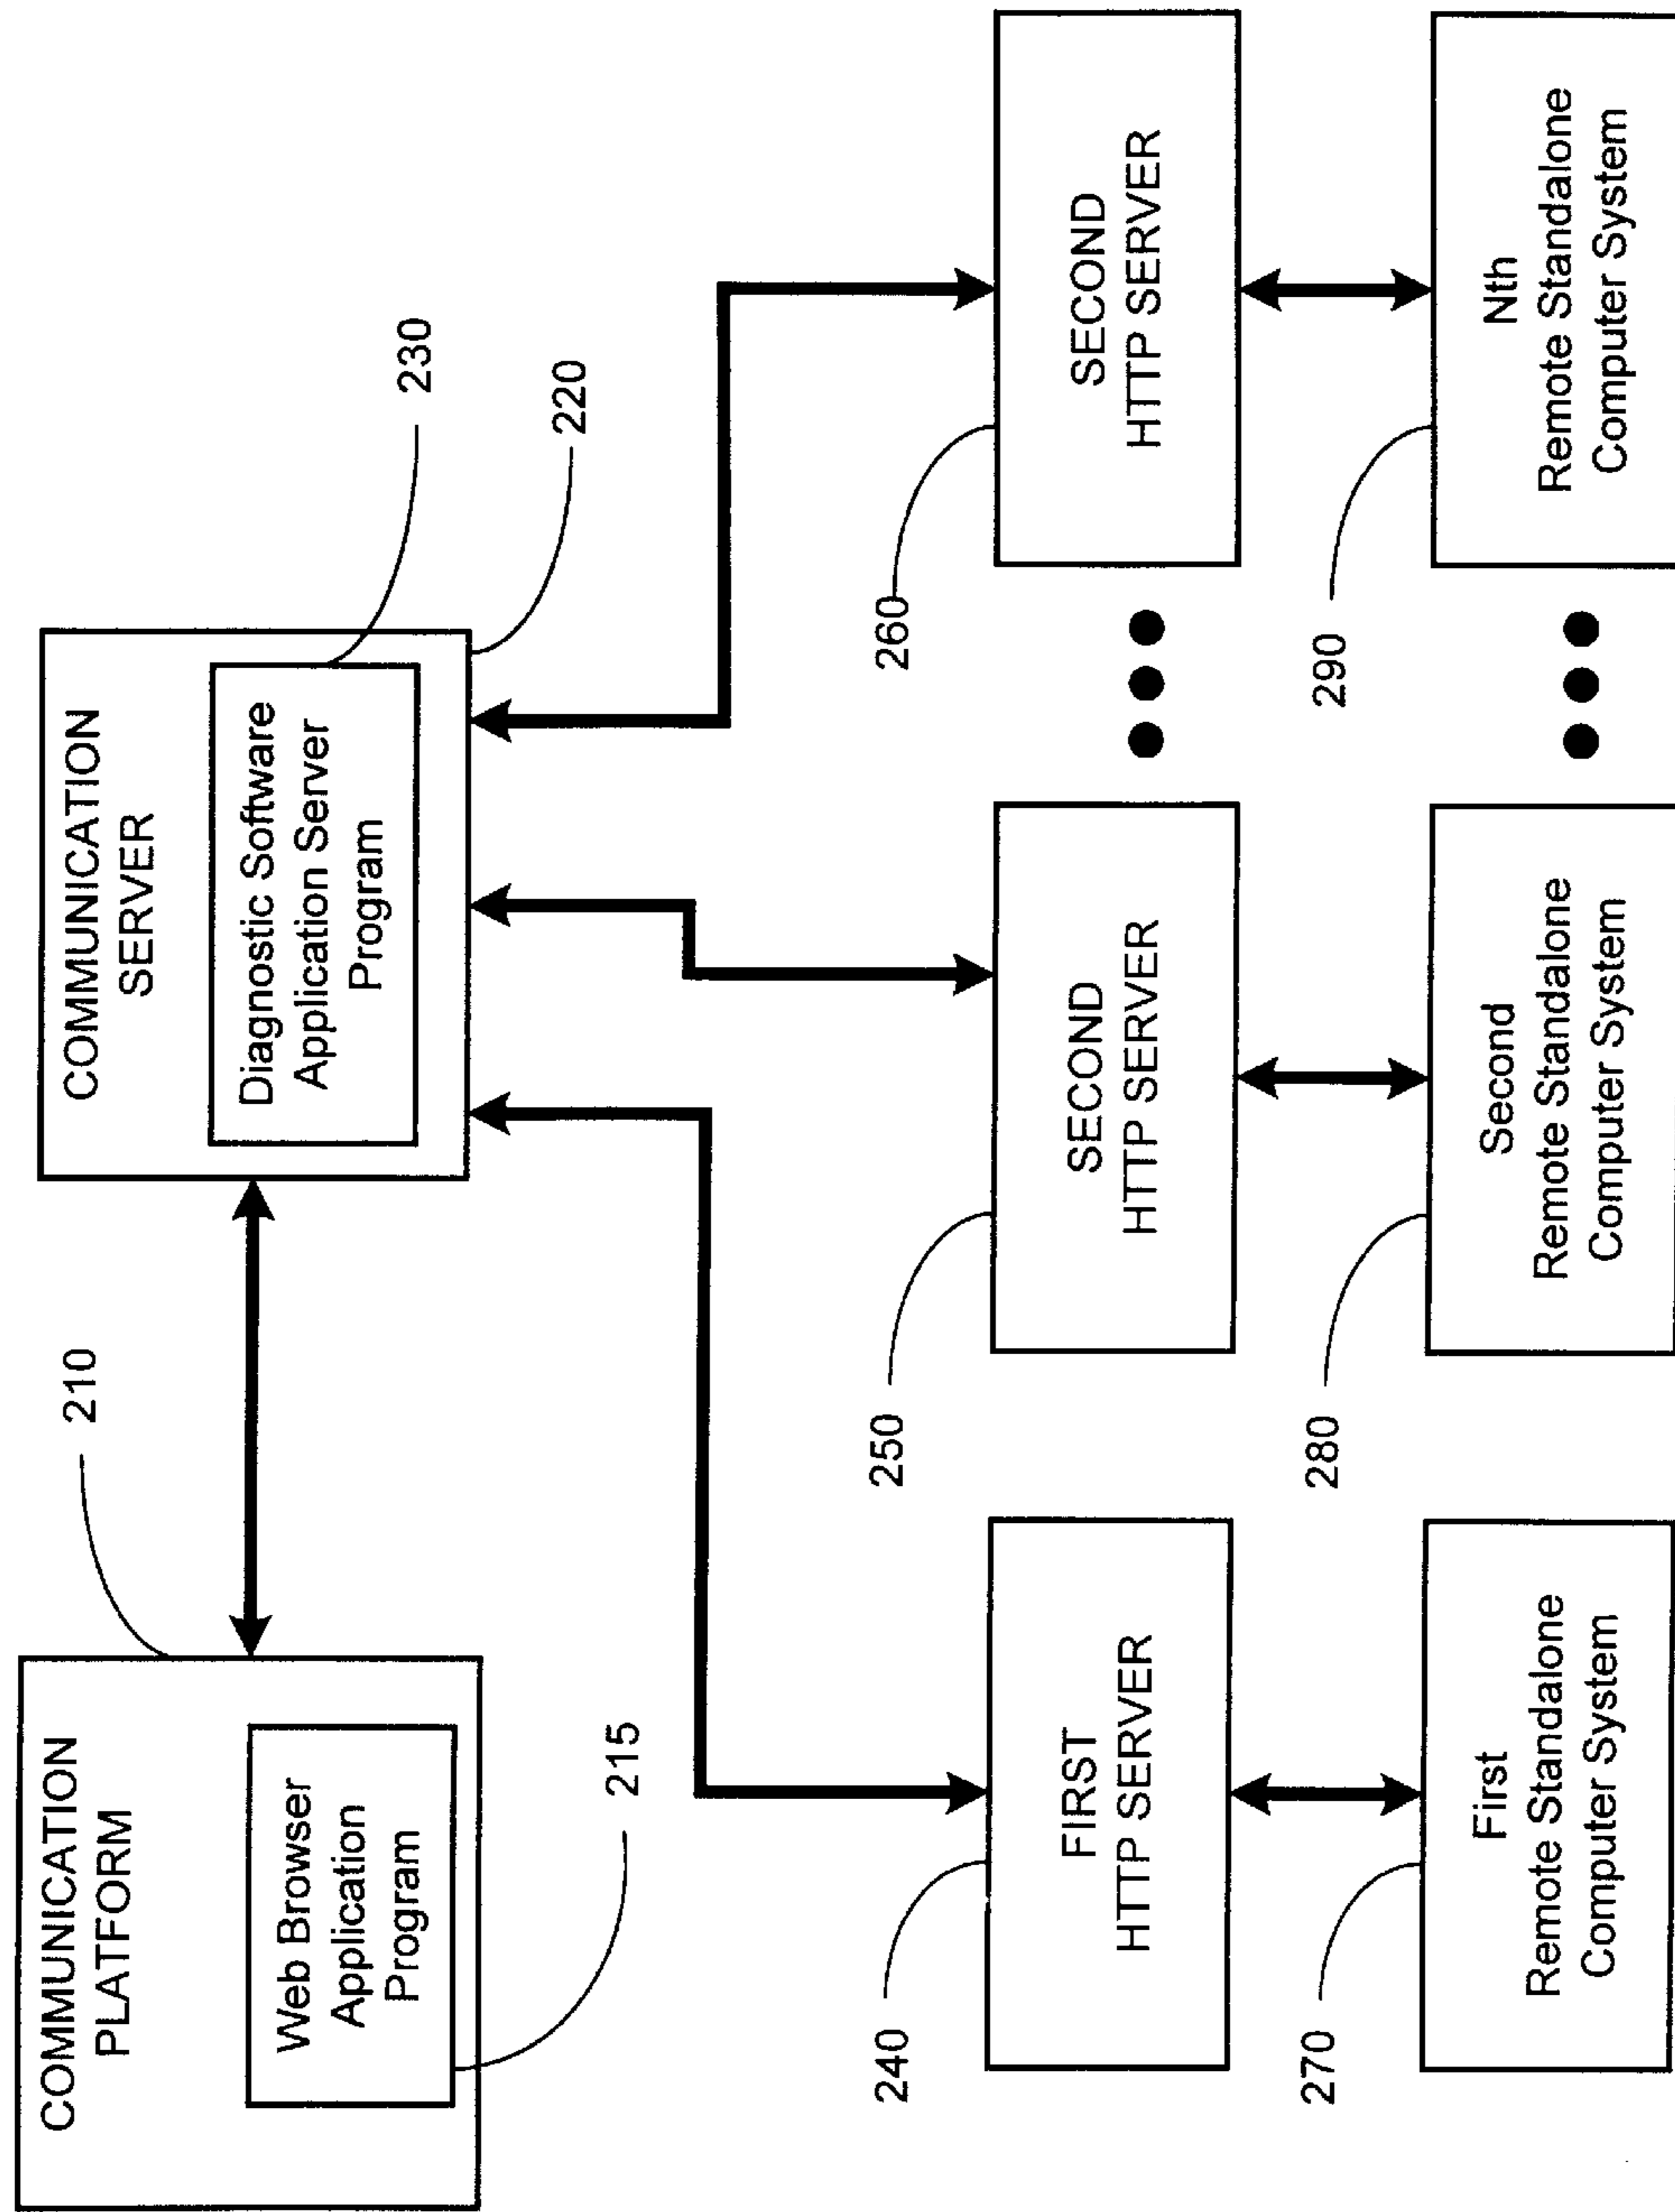 COMMUNICATION
PLATFORM
Web Browser
Application
Program
210
215
COMMUNICATION
SERVER
Diagnostic Software
Application Server
Program
230
220
FIRST
HTTP SERVER
240
SECOND
HTTP SERVER
250
SECOND
HTTP SERVER
260
First
Remote Standalone
Computer System
270
Second
Remote Standalone
Computer System
280
Nth
Remote Standalone
Computer System
290